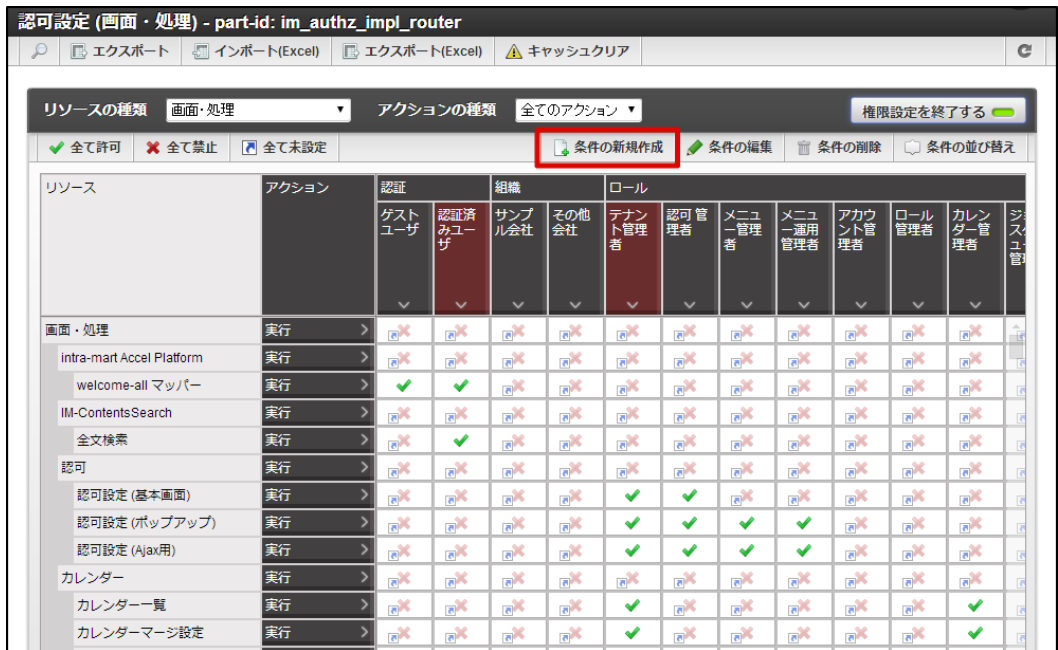 認可設定 (画面・処理) - part-id: im_authz_impl_router
エクスポート インポート(Excel) エクスポート(Excel) キャッシュクリア
リソースの種類 画面・処理 アクションの種類 全てのアクション 権限設定を終了する
全て許可 全て禁止 全て未設定 条件の新規作成 条件の編集 条件の削除 条件の並び替え
リソース アクション 認証 組織 ロール
ゲストユーザ 認証済みユーザ サンプル会社 その他会社 テナント管理者 認可管理者 メニュー管理者 メニュー運用管理者 アカウント管理者 ロール管理者 カレンダー管理者
画面・処理 実行
intra-mart Accel Platform 実行
welcome-all マッパー 実行
IM-ContentsSearch 実行
全文検索 実行
認可 実行
認可設定 (基本画面) 実行
認可設定 (ポップアップ) 実行
認可設定 (Ajax用) 実行
カレンダー 実行
カレンダー一覧 実行
カレンダーマージ設定 実行